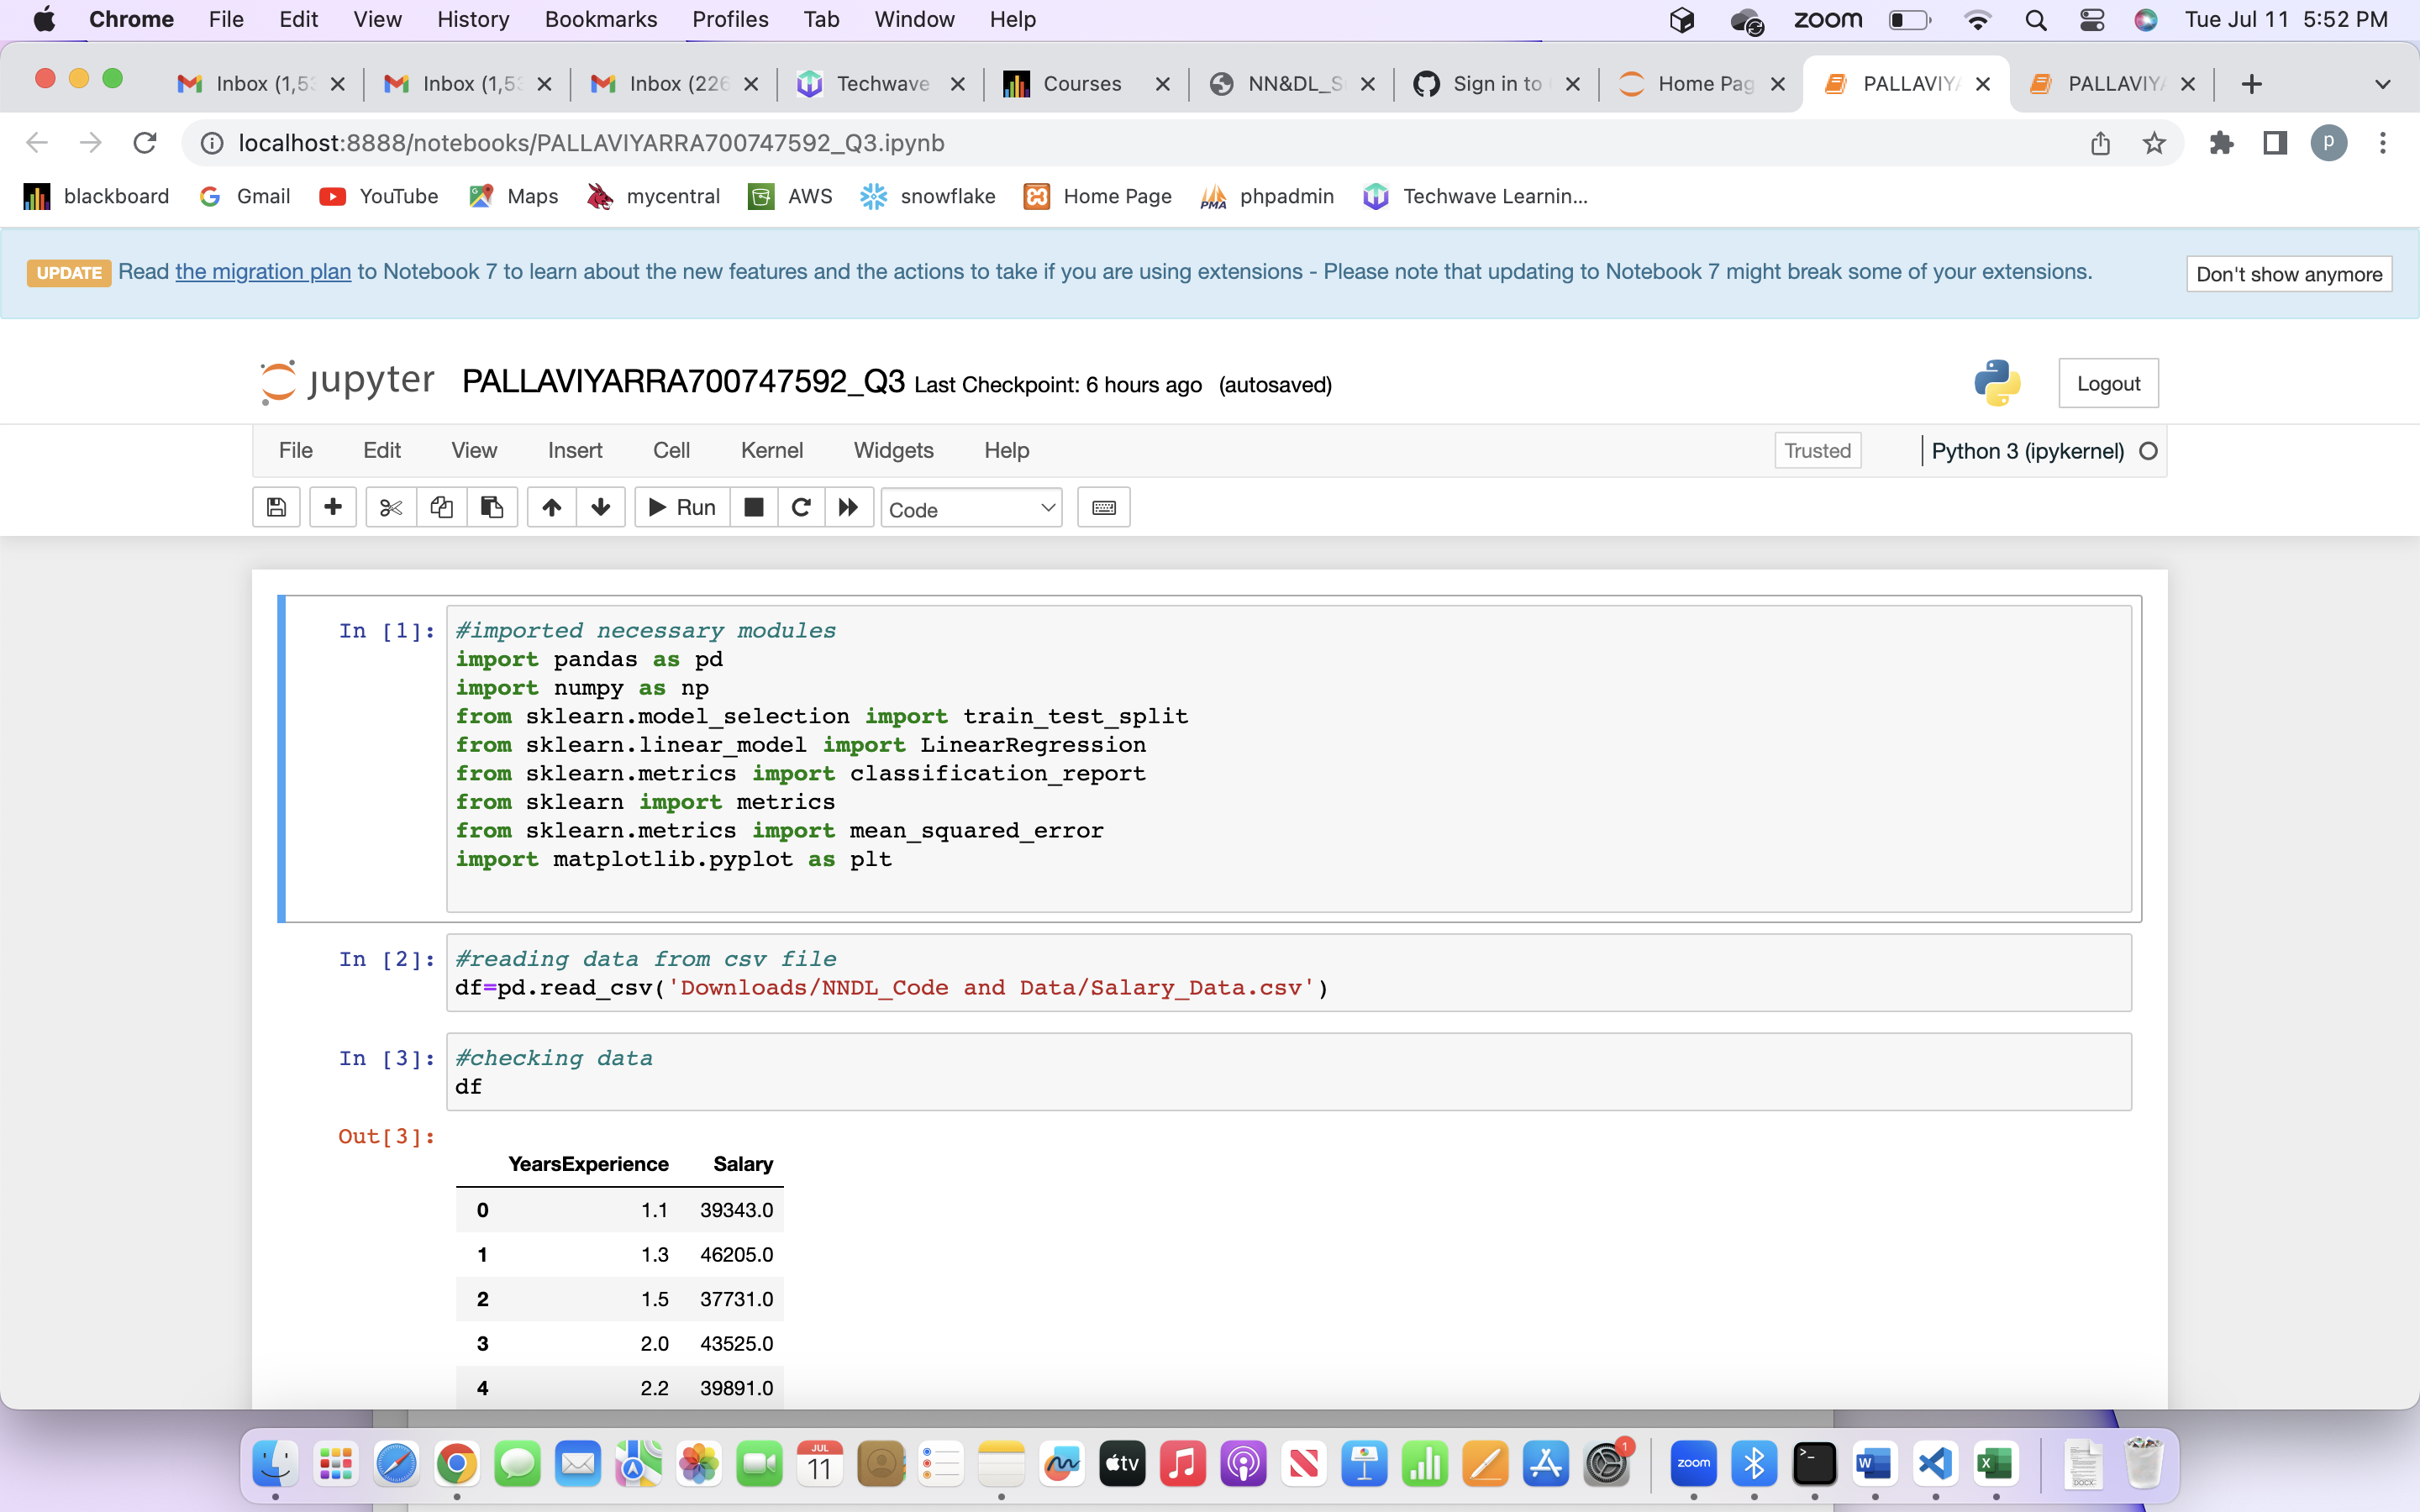 Chrome File Edit View History Bookmarks Profiles Tab Window Help zoom Tue Jul 11 5:52 PM
Inbox (1,53 Inbox (1,53 Inbox (226 Techwave Courses NN&DL_S Sign in to Home Pag PALLAVIYA PALLAVIYA
localhost:8888/notebooks/PALLAVIYARRA700747592_Q3.ipynb p
blackboard Gmail YouTube Maps mycentral AWS snowflake Home Page PMA phpadmin Techwave Learnin...
UPDATE Read the migration plan to Notebook 7 to learn about the new features and the actions to take if you are using extensions - Please note that updating to Notebook 7 might break some of your extensions. Don't show anymore
jupyter PALLAVIYARRA700747592_Q3 Last Checkpoint: 6 hours ago (autosaved) Logout
File Edit View Insert Cell Kernel Widgets Help Trusted Python 3 (ipykernel)
Run Code
In [1]: #imported necessary modules
import pandas as pd
import numpy as np
from sklearn.model_selection import train_test_split
from sklearn.linear_model import LinearRegression
from sklearn.metrics import classification_report
from sklearn import metrics
from sklearn.metrics import mean_squared_error
import matplotlib.pyplot as plt
In [2]: #reading data from csv file
df=pd.read_csv('Downloads/NNDL_Code and Data/Salary_Data.csv')
In [3]: #checking data
df
Out[3]:
YearsExperience Salary
0 1.1 39343.0
1 1.3 46205.0
2 1.5 37731.0
3 2.0 43525.0
4 2.2 39891.0
JUL 11 tv 1 zoom >_ W X DOCX